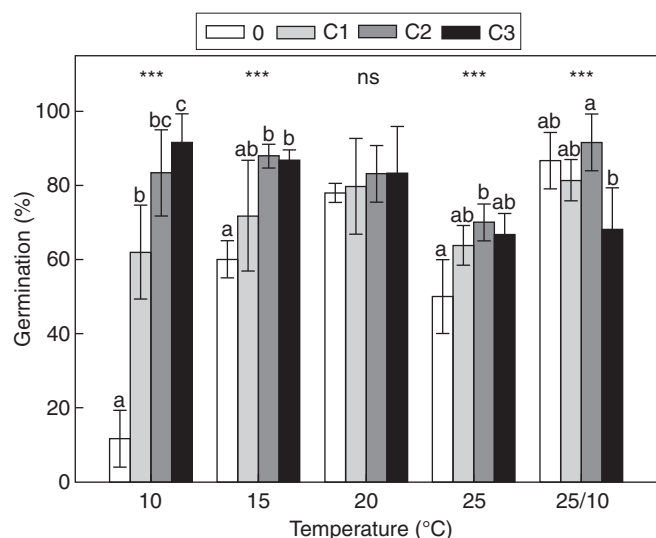 0 C1 C2 C3
*** *** ns *** ***
100
80
60
40
20
0
Germination (%)
a b bc c
a ab b b
a ab b ab
ab ab a b
10 15 20 25 25/10
Temperature (°C)